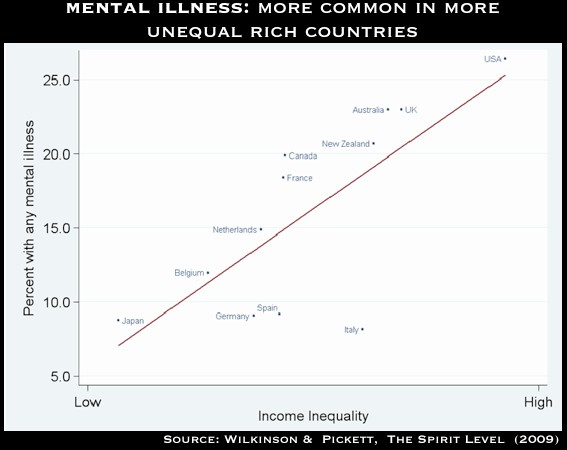 MENTAL ILLNESS: MORE COMMON IN MORE
UNEQUAL RICH COUNTRIES
Percent with any mental illness
25.0
20.0
15.0
10.0
5.0
USA
Australia
UK
New Zealand
Canada
France
Netherlands
Belgium
Japan
Germany
Spain
Italy
Low
High
Income Inequality
SOURCE: WILKINSON & PICKETT, THE SPIRIT LEVEL (2009)